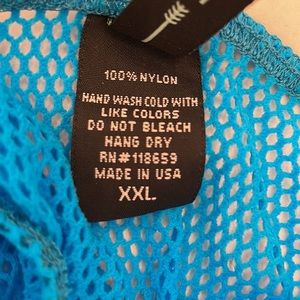 100% NYLON
HAND WASH COLD WITH
LIKE COLORS
DO NOT BLEACH
HANG DRY
RN#118659
MADE IN USA
XXL